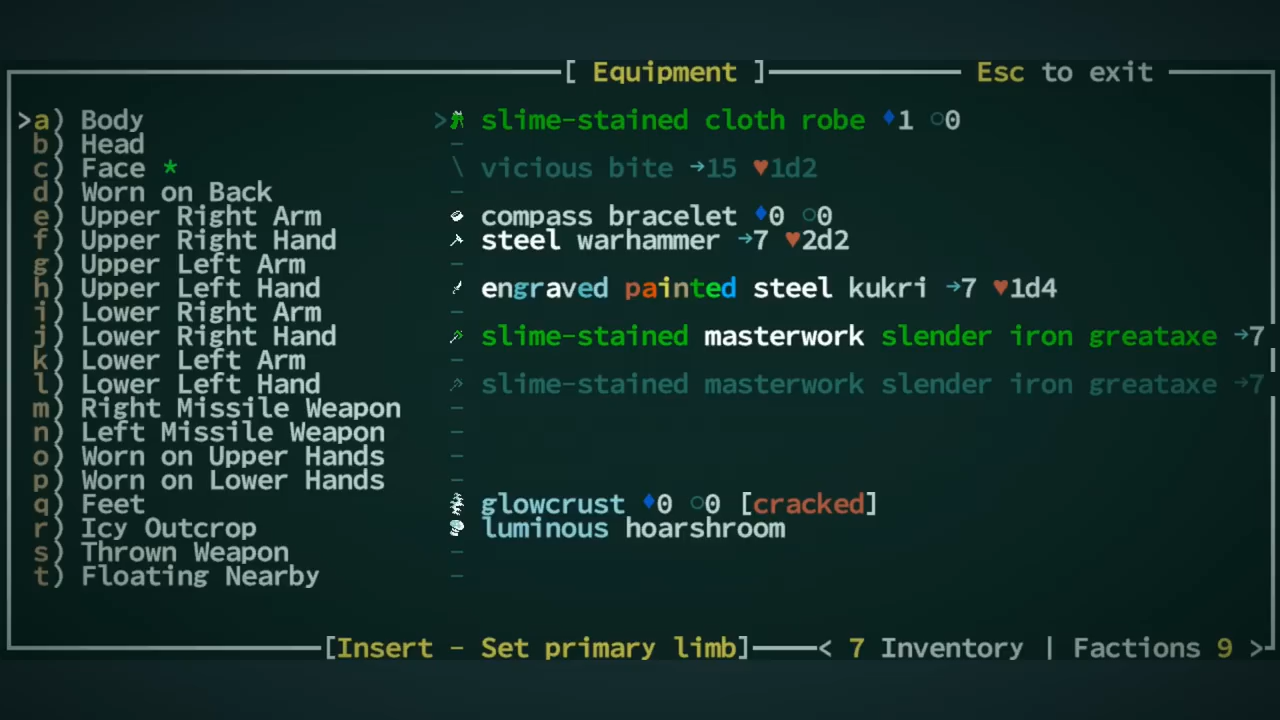 [ Equipment ] Esc to exit
>a) Body > slime-stained cloth robe ♦1 ○0
b) Head -
c) Face * \ vicious bite →15 ♥1d2
d) Worn on Back -
e) Upper Right Arm compass bracelet ♦0 ○0
f) Upper Right Hand steel warhammer →7 ♥2d2
g) Upper Left Arm -
h) Upper Left Hand engraved painted steel kukri →7 ♥1d4
i) Lower Right Arm -
j) Lower Right Hand slime-stained masterwork slender iron greataxe →7
k) Lower Left Arm -
l) Lower Left Hand slime-stained masterwork slender iron greataxe →7
m) Right Missile Weapon -
n) Left Missile Weapon -
o) Worn on Upper Hands -
p) Worn on Lower Hands -
q) Feet glowcrust ♦0 ○0 [cracked]
r) Icy Outcrop luminous hoarshroom
s) Thrown Weapon -
t) Floating Nearby -
[Insert - Set primary limb] < 7 Inventory | Factions 9 >